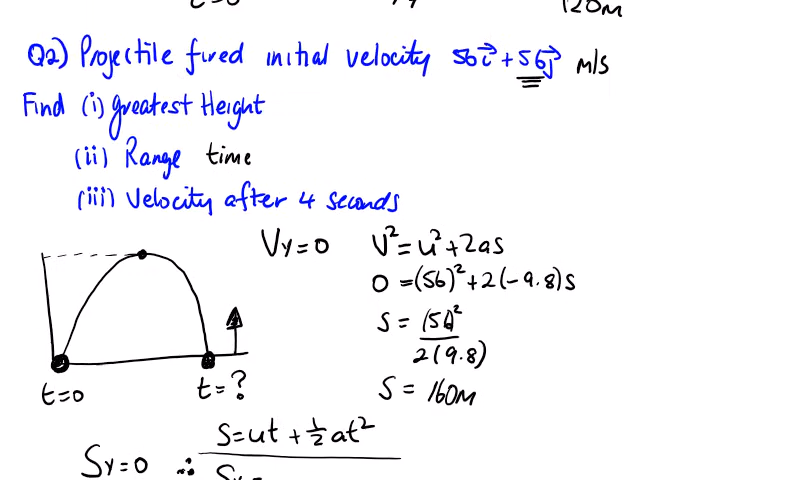 120m
Q2) Projectile fired initial velocity 56i⃗ + 56j⃗ m/s
Find (i) greatest Height
(ii) Range time
(iii) Velocity after 4 seconds
Vy=0 V²=u²+2as
0=(56)²+2(-9.8)s
s = (56)²
2(9.8)
s = 160m
t=0 t=?
s=ut+½at²
Sy=0 ∴
Sy =